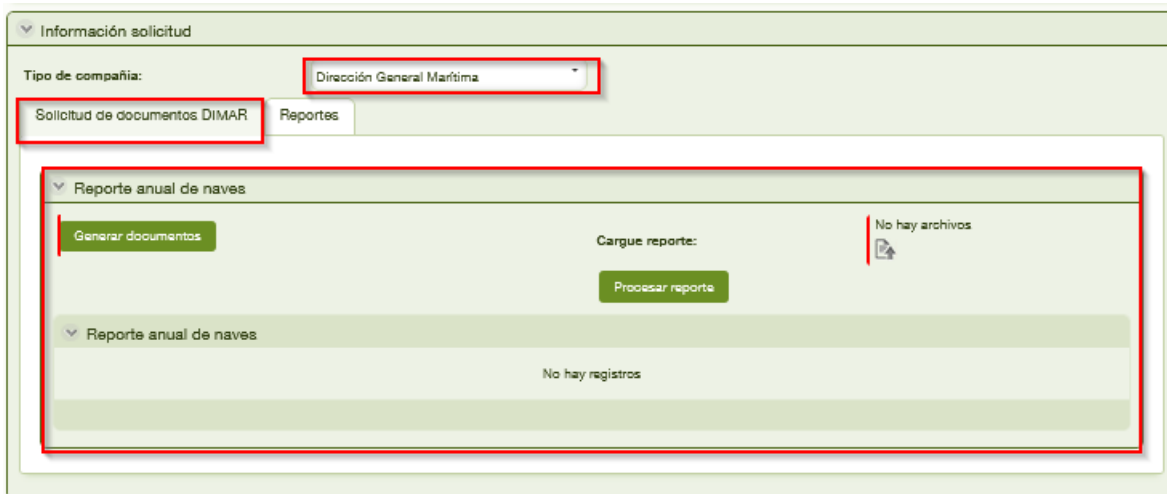 Información solicitud
Tipo de compañia:
Dirección General Marítima
Solicitud de documentos DIMAR
Reportes
Reporte anual de naves
Generar documentos
Cargue reporte:
No hay archivos
Procesar reporte
Reporte anual de naves
No hay registros